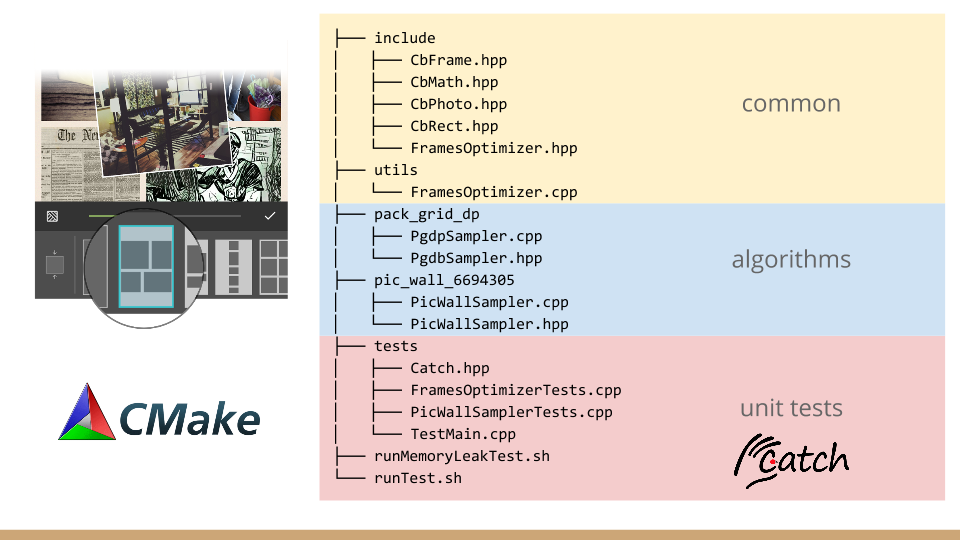 The Ne
CMake
├── include
│   ├── CbFrame.hpp
│   ├── CbMath.hpp
│   ├── CbPhoto.hpp
│   ├── CbRect.hpp
│   └── FramesOptimizer.hpp
├── utils
│   └── FramesOptimizer.cpp
common
├── pack_grid_dp
│   ├── PgdpSampler.cpp
│   └── PgdbSampler.hpp
├── pic_wall_6694305
│   ├── PicWallSampler.cpp
│   └── PicWallSampler.hpp
algorithms
├── tests
│   ├── Catch.hpp
│   ├── FramesOptimizerTests.cpp
│   ├── PicWallSamplerTests.cpp
│   └── TestMain.cpp
├── runMemoryLeakTest.sh
└── runTest.sh
unit tests
catch